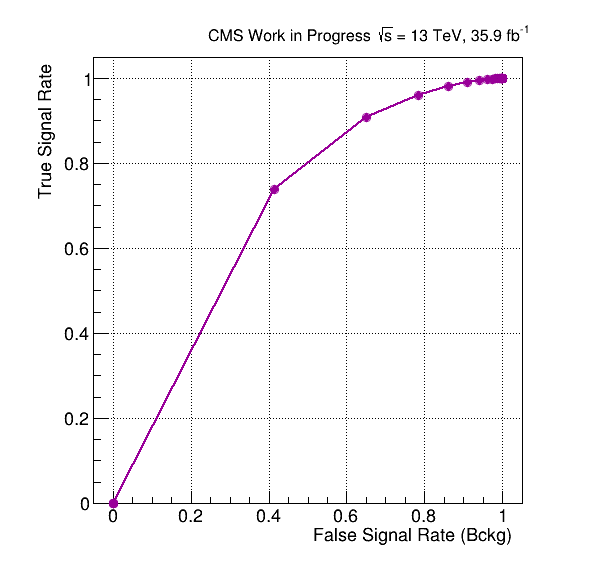 CMS Work in Progress √s = 13 TeV, 35.9 fb⁻¹
True Signal Rate
1
0.8
0.6
0.4
0.2
0
0 0.2 0.4 0.6 0.8 1
False Signal Rate (Bckg)